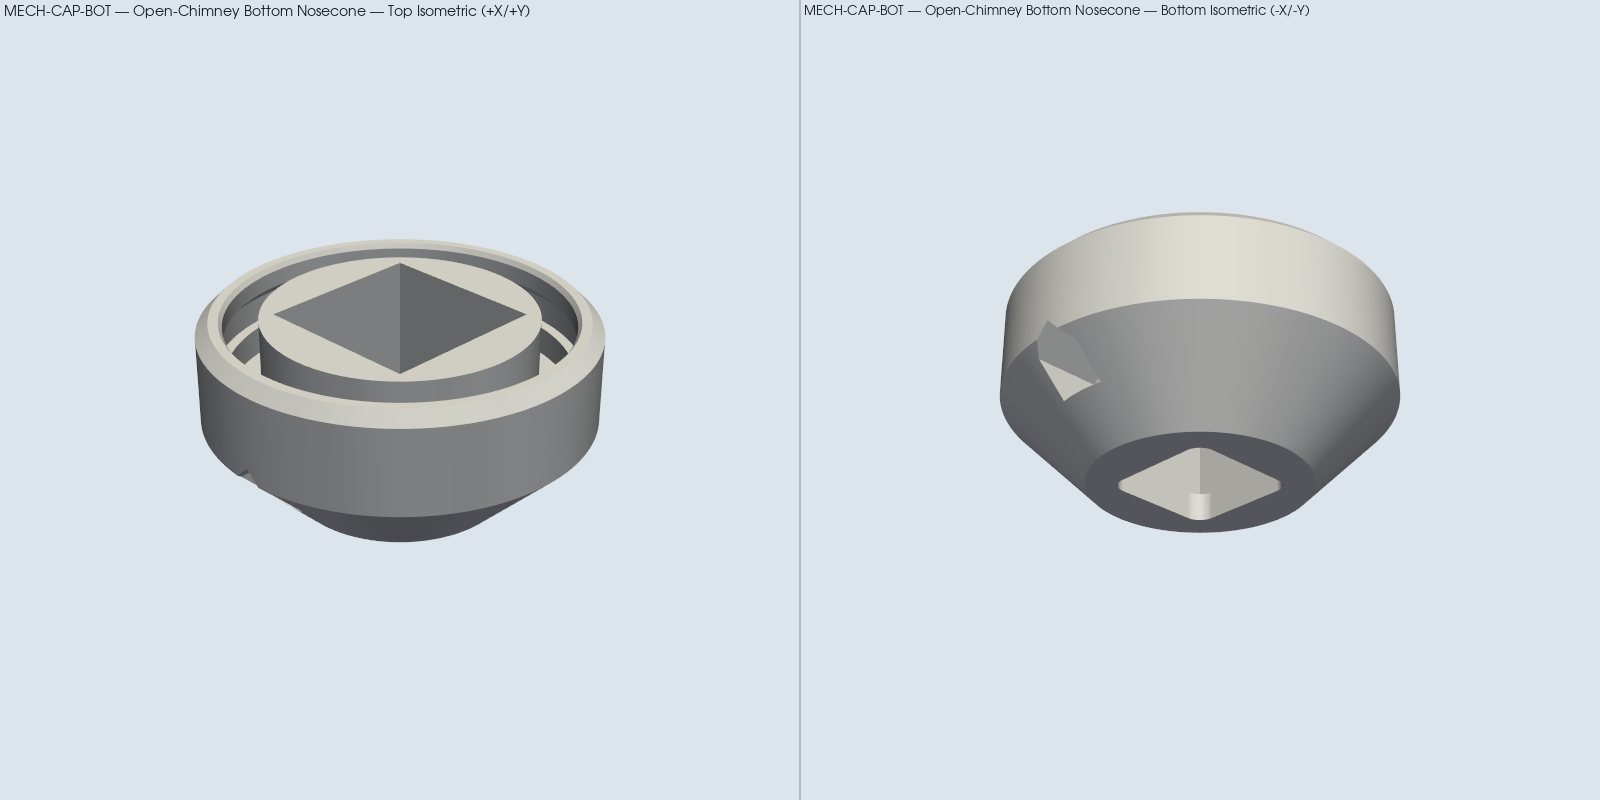 MECH-CAP-BOT — Open-Chimney Bottom Nosecone — Top Isometric (+X/+Y)
MECH-CAP-BOT — Open-Chimney Bottom Nosecone — Bottom Isometric (-X/-Y)